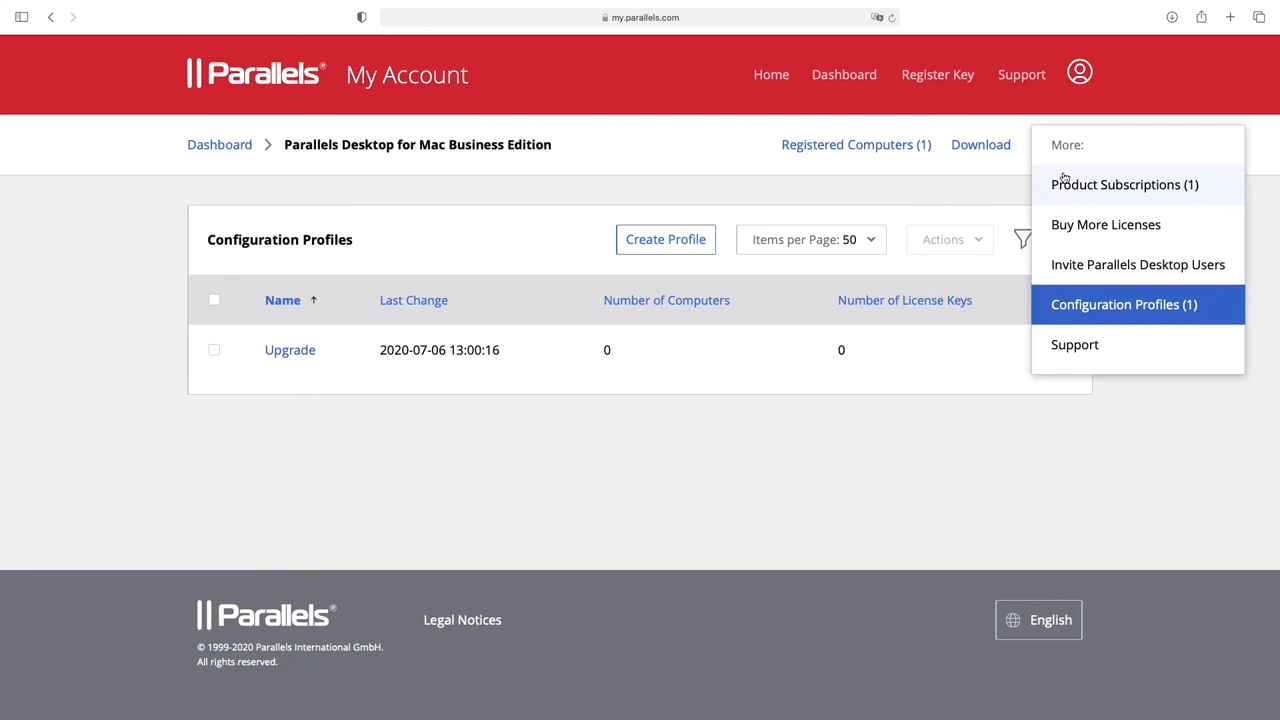 my.parallels.com
Parallels® My Account
Home Dashboard Register Key Support
Dashboard > Parallels Desktop for Mac Business Edition Registered Computers (1) Download
More:
Product Subscriptions (1)
Buy More Licenses
Invite Parallels Desktop Users
Configuration Profiles (1)
Support
Configuration Profiles Create Profile Items per Page: 50 Actions
Name ↑ Last Change Number of Computers Number of License Keys
Upgrade 2020-07-06 13:00:16 0 0
Parallels® Legal Notices English
© 1999-2020 Parallels International GmbH.
All rights reserved.